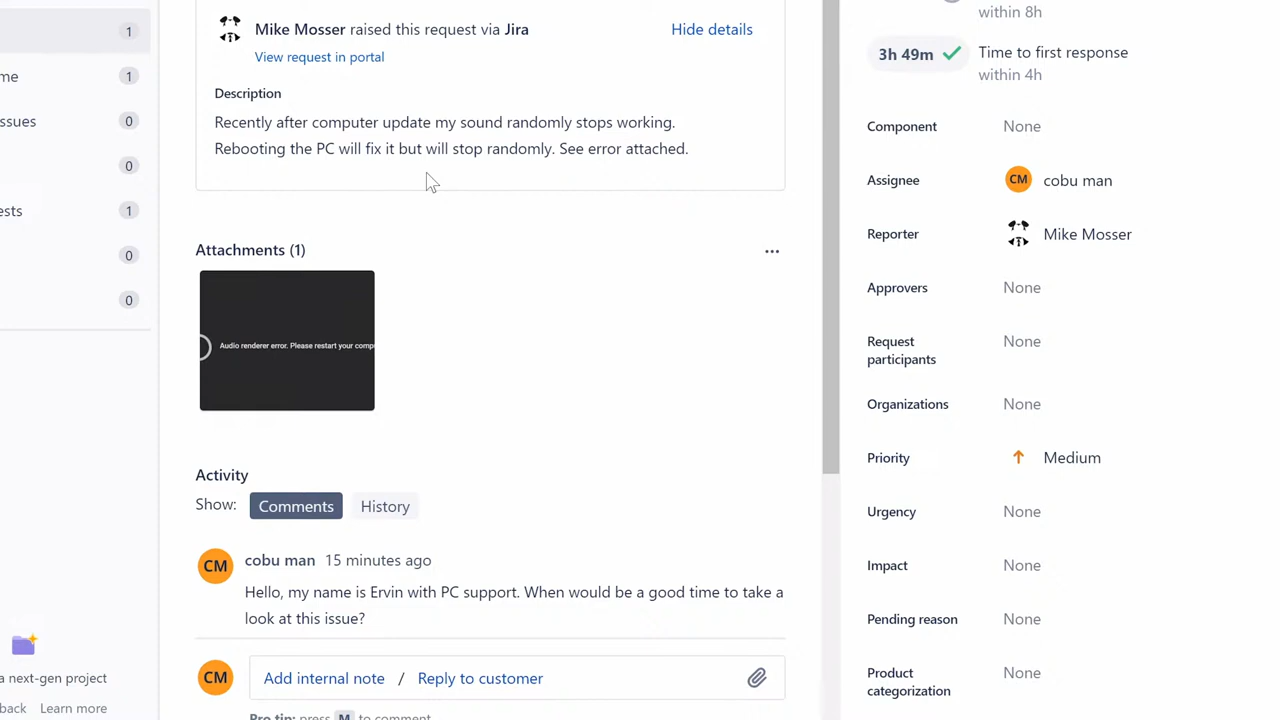 1
Mike Mosser raised this request via Jira
Hide details
View request in portal
Description
Recently after computer update my sound randomly stops working.
Rebooting the PC will fix it but will stop randomly. See error attached.
me
1
ssues
0
0
ests
1
0
0
Attachments (1)
Audio renderer error. Please restart your comp
Activity
Show:
Comments
History
CM
cobu man 15 minutes ago
Hello, my name is Ervin with PC support. When would be a good time to take a
look at this issue?
CM
Add internal note / Reply to customer
Pro tip: press M to comment
a next-gen project
back Learn more
within 8h
3h 49m
Time to first response
within 4h
Component
None
Assignee
CM
cobu man
Reporter
Mike Mosser
Approvers
None
Request
participants
None
Organizations
None
Priority
Medium
Urgency
None
Impact
None
Pending reason
None
Product
categorization
None